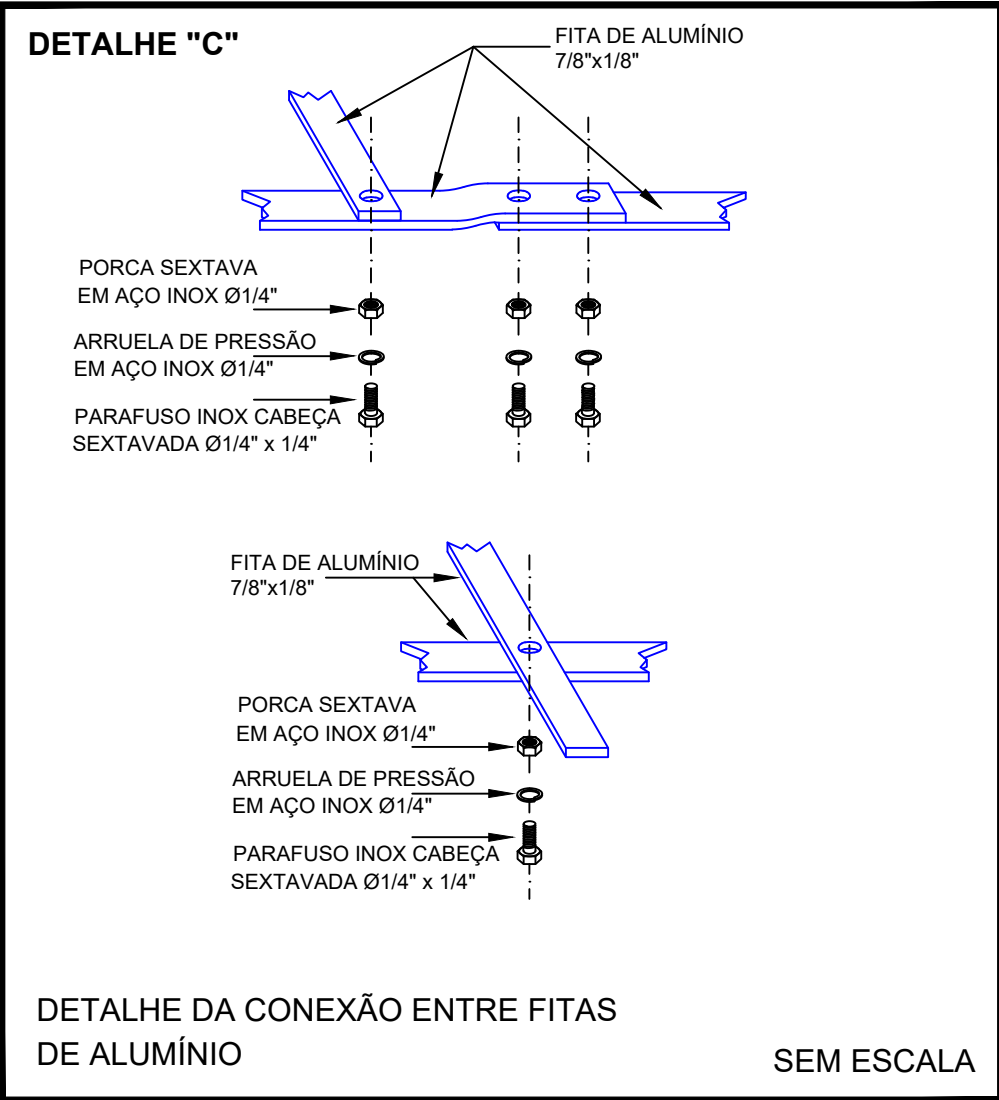 DETALHE "C"
FITA DE ALUMÍNIO
7/8"x1/8"
PORCA SEXTAVA
EM AÇO INOX Ø1/4"
ARRUELA DE PRESSÃO
EM AÇO INOX Ø1/4"
PARAFUSO INOX CABEÇA
SEXTAVADA Ø1/4" x 1/4"
FITA DE ALUMÍNIO
7/8"x1/8"
PORCA SEXTAVA
EM AÇO INOX Ø1/4"
ARRUELA DE PRESSÃO
EM AÇO INOX Ø1/4"
PARAFUSO INOX CABEÇA
SEXTAVADA Ø1/4" x 1/4"
DETALHE DA CONEXÃO ENTRE FITAS
DE ALUMÍNIO
SEM ESCALA